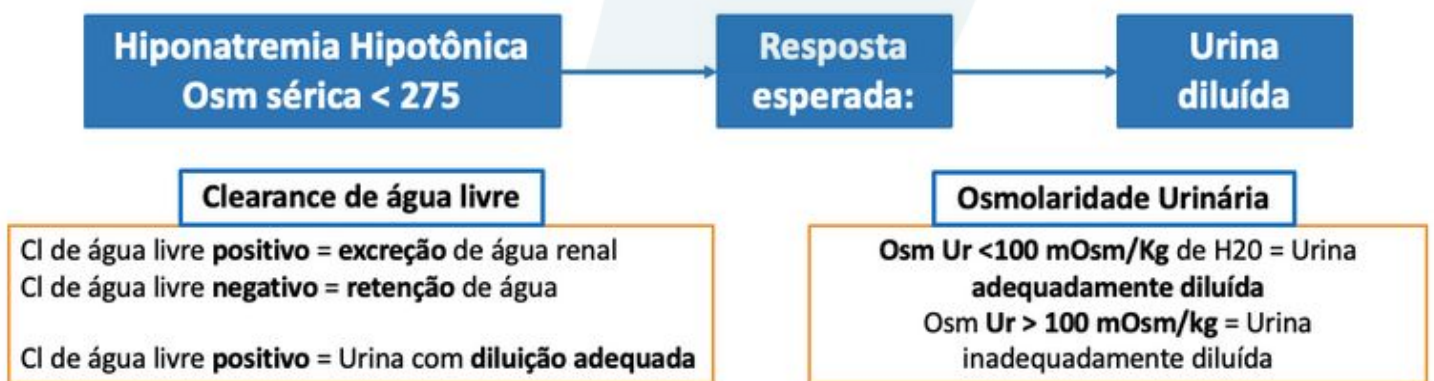 Hiponatremia Hipotônica
Osm sérica < 275
Resposta
esperada:
Urina
diluída
Clearance de água livre
Cl de água livre positivo = excreção de água renal
Cl de água livre negativo = retenção de água
Cl de água livre positivo = Urina com diluição adequada
Osmolaridade Urinária
Osm Ur <100 mOsm/Kg de H20 = Urina
adequadamente diluída
Osm Ur > 100 mOsm/kg = Urina
inadequadamente diluída